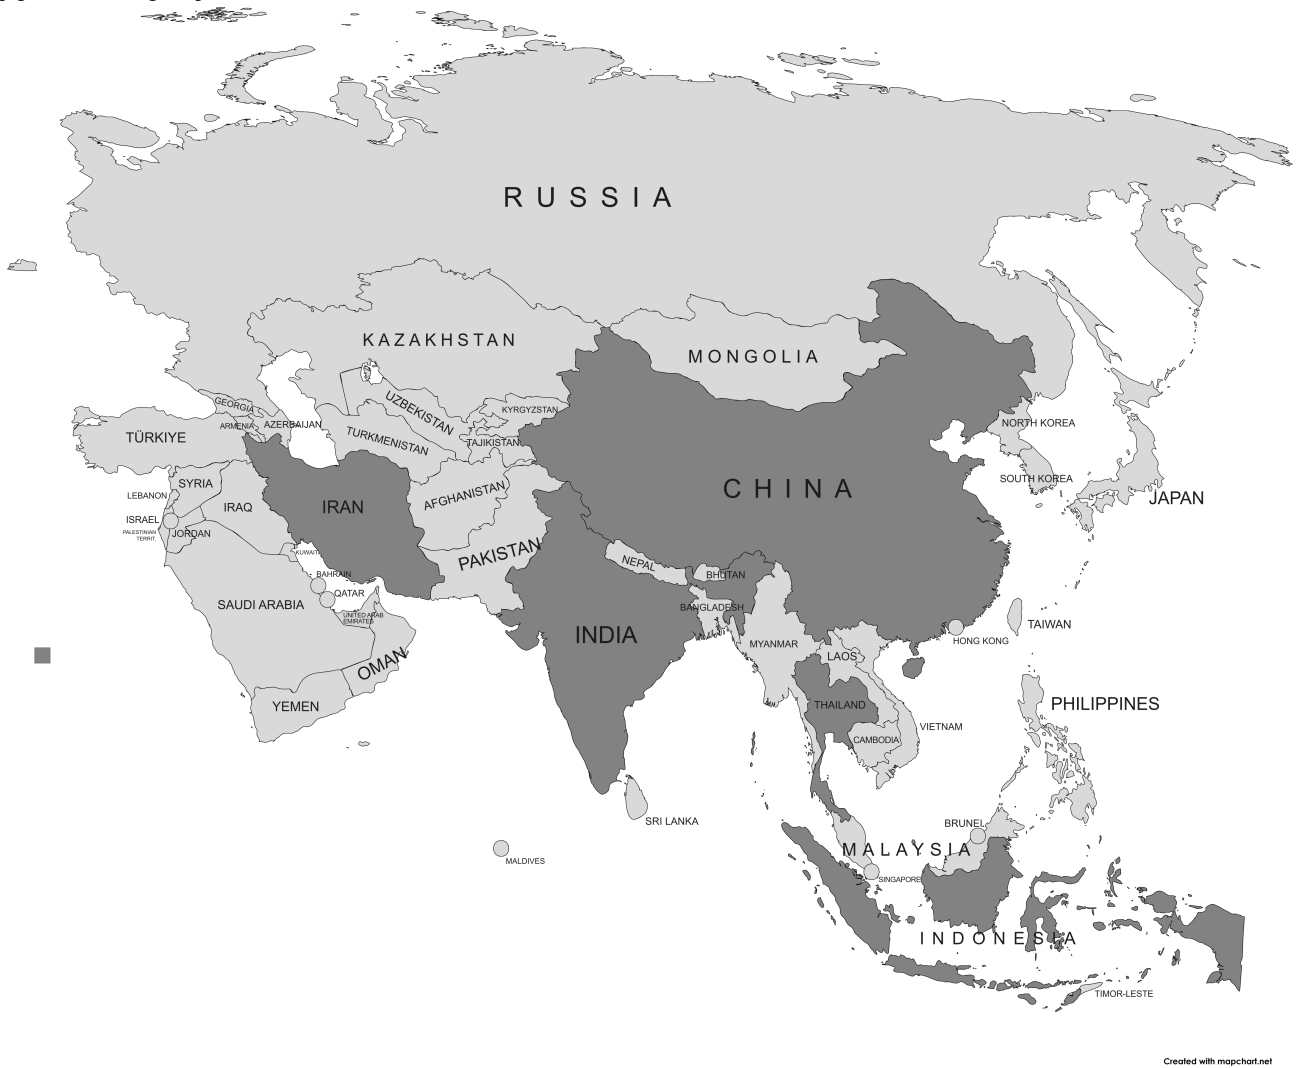 RUSSIA
KAZAKHSTAN
MONGOLIA
UZBEKISTAN
KYRGYZSTAN
GEORGIA
ARMENIA
AZERBAIJAN
TÜRKIYE
TURKMENISTAN
TAJIKISTAN
NORTH KOREA
SOUTH KOREA
JAPAN
CHINA
SYRIA
LEBANON
IRAQ
IRAN
AFGHANISTAN
ISRAEL
PALESTINIAN
TERRIT.
JORDAN
KUWAIT
PAKISTAN
NEPAL
BHUTAN
BAHRAIN
QATAR
SAUDI ARABIA
UNITED ARAB
EMIRATES
BANGLADESH
INDIA
MYANMAR
HONG KONG
TAIWAN
LAOS
OMAN
YEMEN
THAILAND
PHILIPPINES
VIETNAM
CAMBODIA
SRI LANKA
BRUNEI
MALAYSIA
MALDIVES
SINGAPORE
INDONESIA
TIMOR-LESTE
Created with mapchart.net